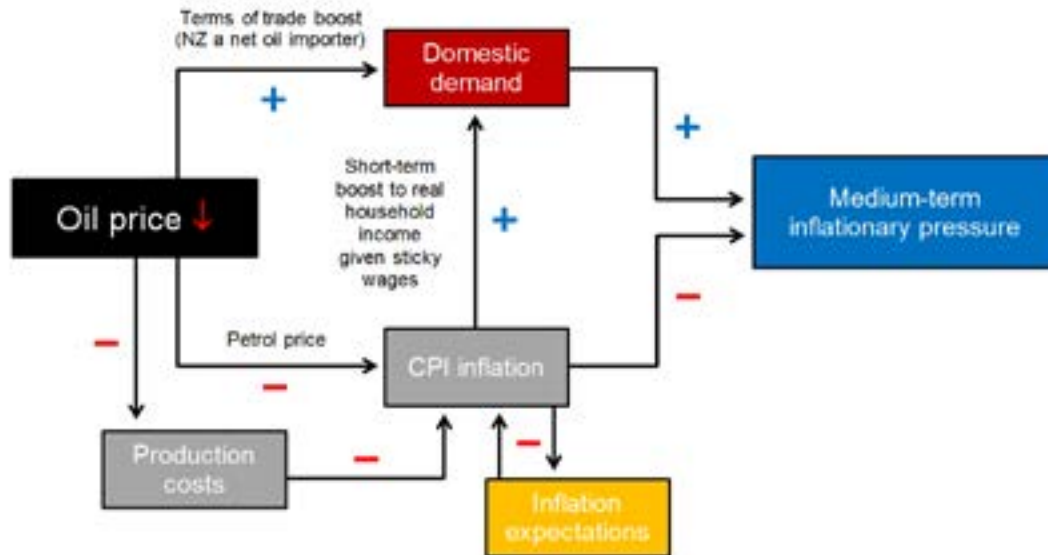 Terms of trade boost
(NZ a net oil importer)
Domestic
demand
+
+
Short-term
boost to real
household
income
given sticky
wages
+
Medium-term
inflationary pressure
Oil price ↓
−
−
Petrol price
−
CPI inflation
Production
costs
−
−
Inflation
expectations